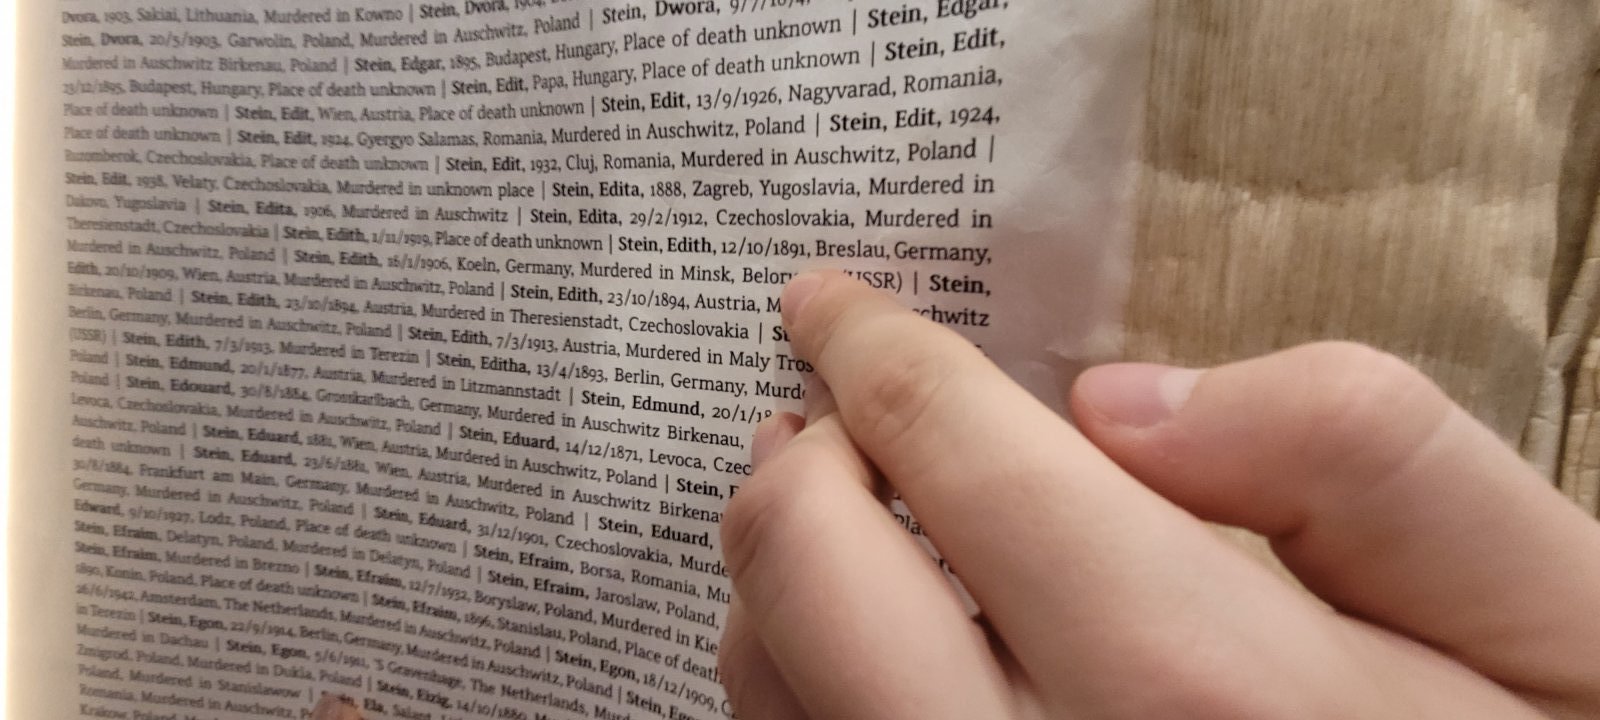 Dvora, 1903, Sakiai, Lithuania, Murdered in Kowno | Stein, Dvora, 1904,
Stein, Dvora, 20/5/1903, Garwolin, Poland, Murdered in Auschwitz, Poland | Stein, Dwora, 9/7/1874,
Murdered in Auschwitz Birkenau, Poland | Stein, Edgar, 1895, Budapest, Hungary, Place of death unknown | Stein, Edgar,
23/12/1895, Budapest, Hungary, Place of death unknown | Stein, Edit, Papa, Hungary, Place of death unknown | Stein, Edit,
Place of death unknown | Stein, Edit, Wien, Austria, Place of death unknown | Stein, Edit, 13/9/1926, Nagyvarad, Romania,
Place of death unknown | Stein, Edit, 1924, Gyergyo Salamas, Romania, Murdered in Auschwitz, Poland | Stein, Edit, 1924,
Ruzomberok, Czechoslovakia, Place of death unknown | Stein, Edit, 1932, Cluj, Romania, Murdered in Auschwitz, Poland |
Stein, Edit, 1938, Velaty, Czechoslovakia, Murdered in unknown place | Stein, Edita, 1888, Zagreb, Yugoslavia, Murdered in
Dakovo, Yugoslavia | Stein, Edita, 1906, Murdered in Auschwitz | Stein, Edita, 29/2/1912, Czechoslovakia, Murdered in
Theresienstadt, Czechoslovakia | Stein, Edith, 1/11/1919, Place of death unknown | Stein, Edith, 12/10/1891, Breslau, Germany,
Murdered in Auschwitz, Poland | Stein, Edith, 16/1/1906, Koeln, Germany, Murdered in Minsk, (USSR) | Stein,
Edith, 20/10/1909, Wien, Austria, Murdered in Auschwitz, Poland | Stein, Edith, 23/10/1894, Austria,
Birkenau, Poland | Stein, Edith, 23/10/1894, Austria, Murdered in Theresienstadt, Czechoslovakia |
Berlin, Germany, Murdered in Auschwitz, Poland | Stein, Edith, 7/3/1913, Austria, Murdered in Maly
(USSR) | Stein, Edith, 7/3/1913, Murdered in Terezin | Stein, Editha, 13/4/1893, Berlin, Germany,
Poland | Stein, Edmund, 20/1/1877, Austria, Murdered in Litzmannstadt | Stein, Edmund,
Poland | Stein, Edouard, 30/8/1884, Grosskarlbach, Germany, Murdered in Auschwitz Birkenau,
Levoca, Czechoslovakia, Murdered in Auschwitz, Poland | Stein, Eduard, 14/12/1871, Levoca,
Auschwitz, Poland | Stein, Eduard, 1881, Wien, Austria, Murdered in Auschwitz, Poland | Stein,
death unknown | Stein, Eduard, 23/6/1881, Wien, Austria, Murdered in Auschwitz
30/8/1884, Frankfurt am Main, Germany, Murdered in Auschwitz, Poland | Stein, Eduard,
Germany, Murdered in Auschwitz, Poland | Stein, Eduard, 31/12/1901, Czechoslovakia,
Edward, 9/10/1927, Lodz, Poland, Place of death unknown | Stein, Efraim, Borsa, Romania,
Stein, Efraim, Delatyn, Poland, Murdered in Delatyn, Poland | Stein, Efraim, Jaroslaw, Poland,
Stein, Efraim, Murdered in Brezno | Stein, Efraim, 12/7/1932, Boryslaw, Poland, Murdered in
1890, Konin, Poland, Place of death unknown | Stein, Efraim, 1896, Stanislau, Poland, Place of death
26/6/1942, Amsterdam, The Netherlands, Murdered in Auschwitz, Poland | Stein, Egon, 18/12/1909,
in Terezin | Stein, Egon, 22/9/1914, Berlin, Germany, Murdered in Auschwitz, Poland | Stein,
Murdered in Dachau | Stein, Egon, 5/6/1911, 'S Gravenhage, The Netherlands,
Zmigrod, Poland, Murdered in Dukla, Poland | Stein, Eizig, 14/10/1880,
Poland, Murdered in Stanislawow | Ela,
Romania, Murdered in Auschwitz,
Krakow, Poland,